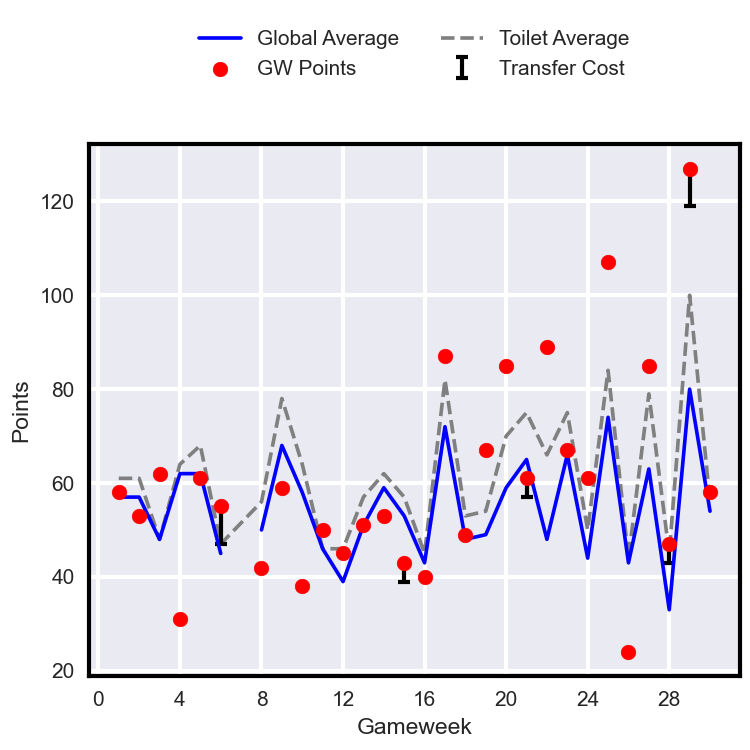 Global Average
Toilet Average
GW Points
Transfer Cost
120
100
80
60
40
20
Points
0 4 8 12 16 20 24 28
Gameweek